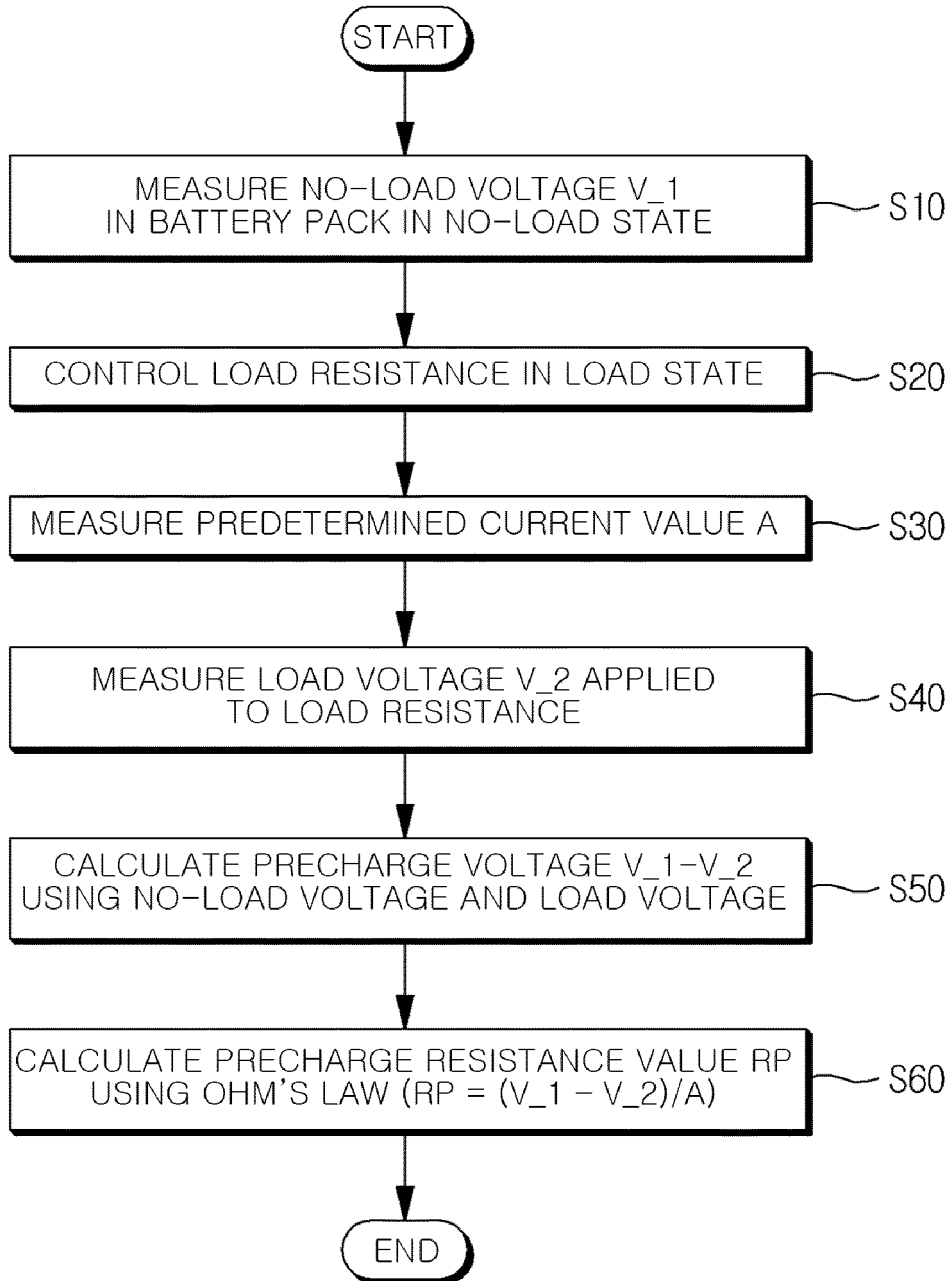 START
MEASURE NO-LOAD VOLTAGE V_1
IN BATTERY PACK IN NO-LOAD STATE
S10
CONTROL LOAD RESISTANCE IN LOAD STATE
S20
MEASURE PREDETERMINED CURRENT VALUE A
S30
MEASURE LOAD VOLTAGE V_2 APPLIED
TO LOAD RESISTANCE
S40
CALCULATE PRECHARGE VOLTAGE V_1-V_2
USING NO-LOAD VOLTAGE AND LOAD VOLTAGE
S50
CALCULATE PRECHARGE RESISTANCE VALUE RP
USING OHM'S LAW (RP = (V_1 - V_2)/A)
S60
END